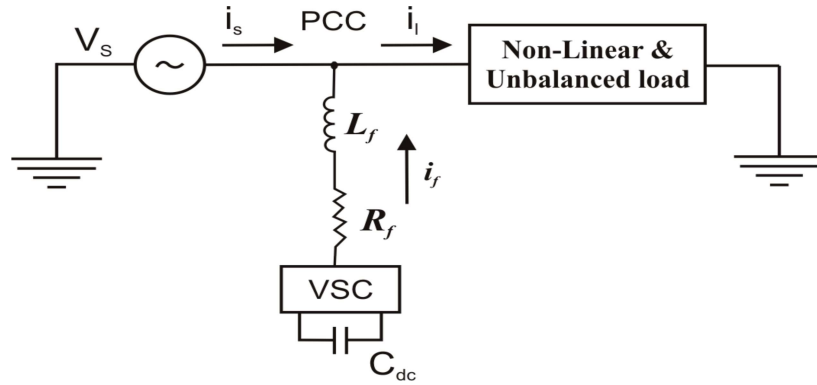 i_s PCC i_l
V_S ~
Non-Linear &
Unbalanced load
L_f
i_f
R_f
VSC
C_dc